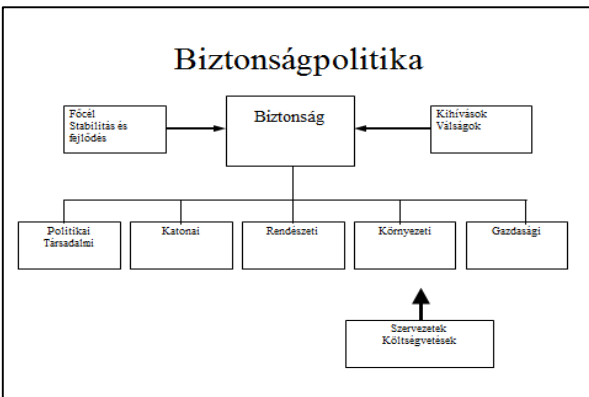 Biztonságpolitika
Főcél
Stabilitás és
fejlődés
Biztonság
Kihívások
Válságok
Politikai
Társadalmi
Katonai
Rendészeti
Környezeti
Gazdasági
Szervezetek
Költségvetések